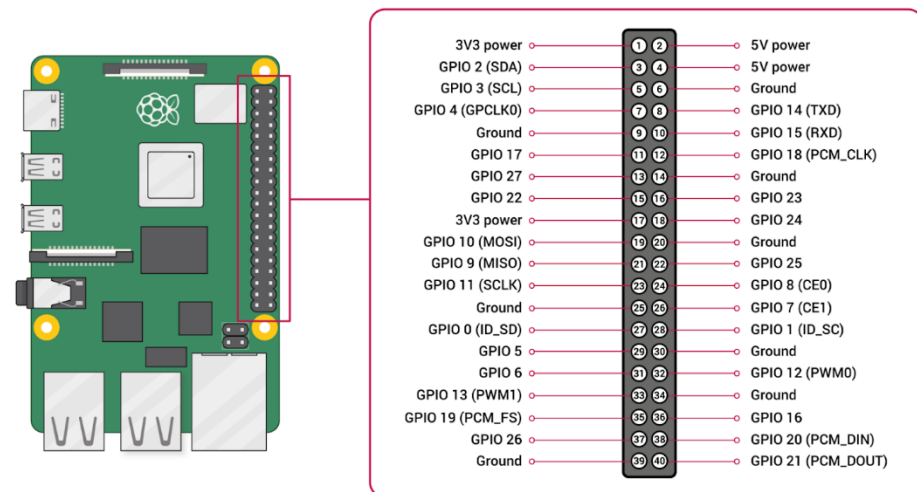 3V3 power 1 2 5V power
GPIO 2 (SDA) 3 4 5V power
GPIO 3 (SCL) 5 6 Ground
GPIO 4 (GPCLK0) 7 8 GPIO 14 (TXD)
Ground 9 10 GPIO 15 (RXD)
GPIO 17 11 12 GPIO 18 (PCM_CLK)
GPIO 27 13 14 Ground
GPIO 22 15 16 GPIO 23
3V3 power 17 18 GPIO 24
GPIO 10 (MOSI) 19 20 Ground
GPIO 9 (MISO) 21 22 GPIO 25
GPIO 11 (SCLK) 23 24 GPIO 8 (CE0)
Ground 25 26 GPIO 7 (CE1)
GPIO 0 (ID_SD) 27 28 GPIO 1 (ID_SC)
GPIO 5 29 30 Ground
GPIO 6 31 32 GPIO 12 (PWM0)
GPIO 13 (PWM1) 33 34 Ground
GPIO 19 (PCM_FS) 35 36 GPIO 16
GPIO 26 37 38 GPIO 20 (PCM_DIN)
Ground 39 40 GPIO 21 (PCM_DOUT)